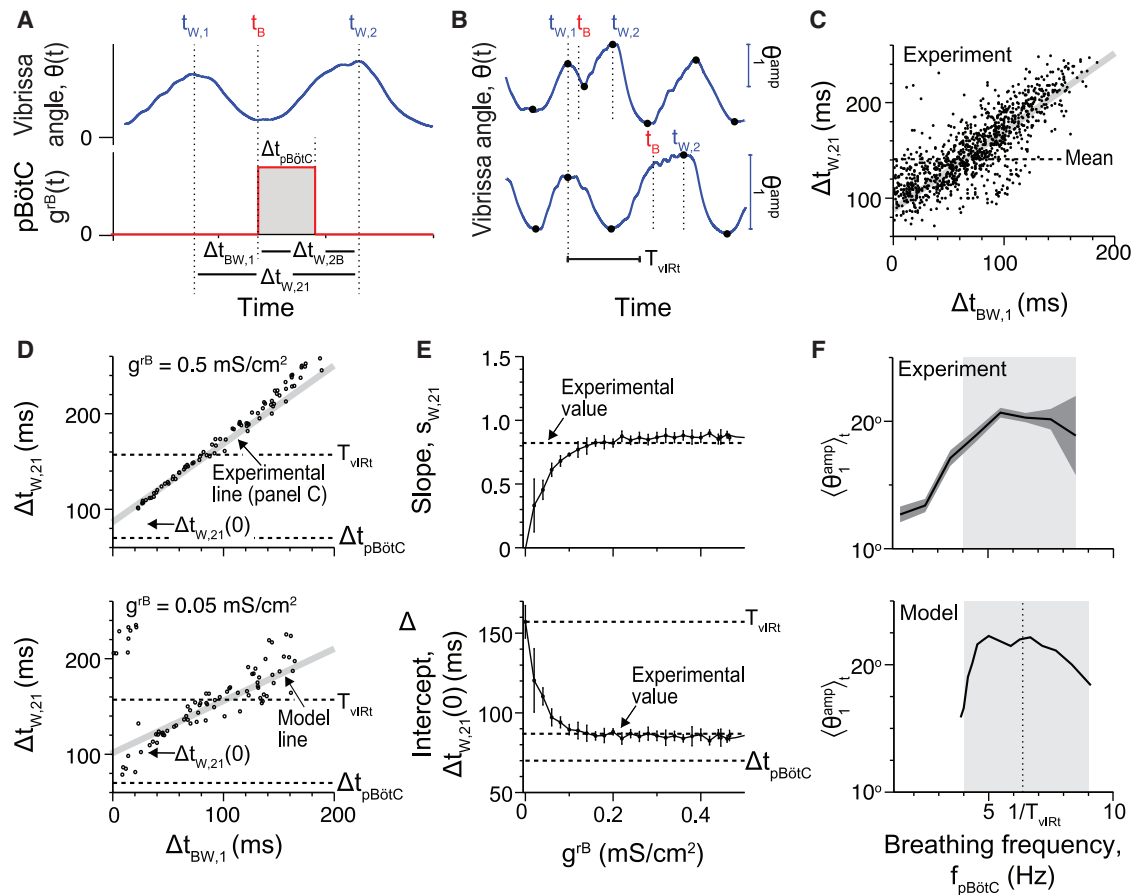 A
t_W,1
t_B
t_W,2
Vibrissa
angle, θ(t)
0
pBötC
g^rB(t)
0
Δt_pBötC
Δt_BW,1
Δt_W,2B
Δt_W,21
Time
B
t_W,1
t_B
t_W,2
Vibrissa angle, θ(t)
θ_1^amp
t_B
t_W,2
θ_1^amp
T_vIRt
Time
C
Experiment
Mean
Δt_W,21 (ms)
200
100
0
100
200
Δt_BW,1 (ms)
D
g^rB = 0.5 mS/cm²
Δt_W,21 (ms)
200
100
T_vIRt
Experimental
line (panel C)
Δt_W,21(0)
Δt_pBötC
0
100
200
g^rB = 0.05 mS/cm²
Δt_W,21 (ms)
200
100
T_vIRt
Model
line
Δt_W,21(0)
Δt_pBötC
0
100
200
Δt_BW,1 (ms)
E
Slope, s_W,21
1.5
1.0
0.5
0
Experimental
value
Δ
Intercept,
Δt_W,21(0) (ms)
150
100
50
T_vIRt
Experimental
value
Δt_pBötC
0
0.2
0.4
g^rB (mS/cm²)
F
Experiment
⟨θ_1^amp⟩_t
20°
10°
Model
⟨θ_1^amp⟩_t
20°
10°
5
1/T_vIRt
10
Breathing frequency,
f_pBötC (Hz)